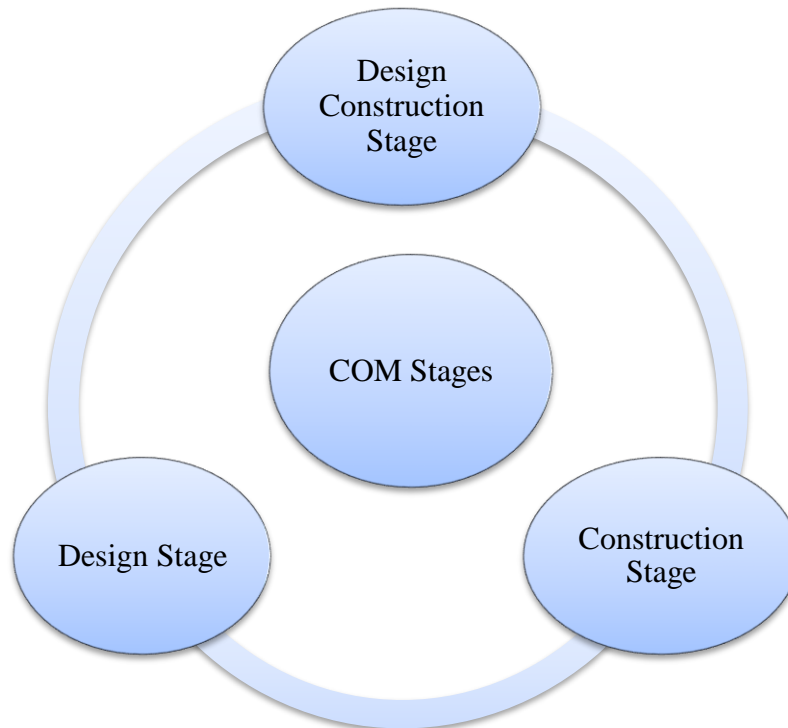 Design
Construction
Stage
COM Stages
Design Stage
Construction
Stage